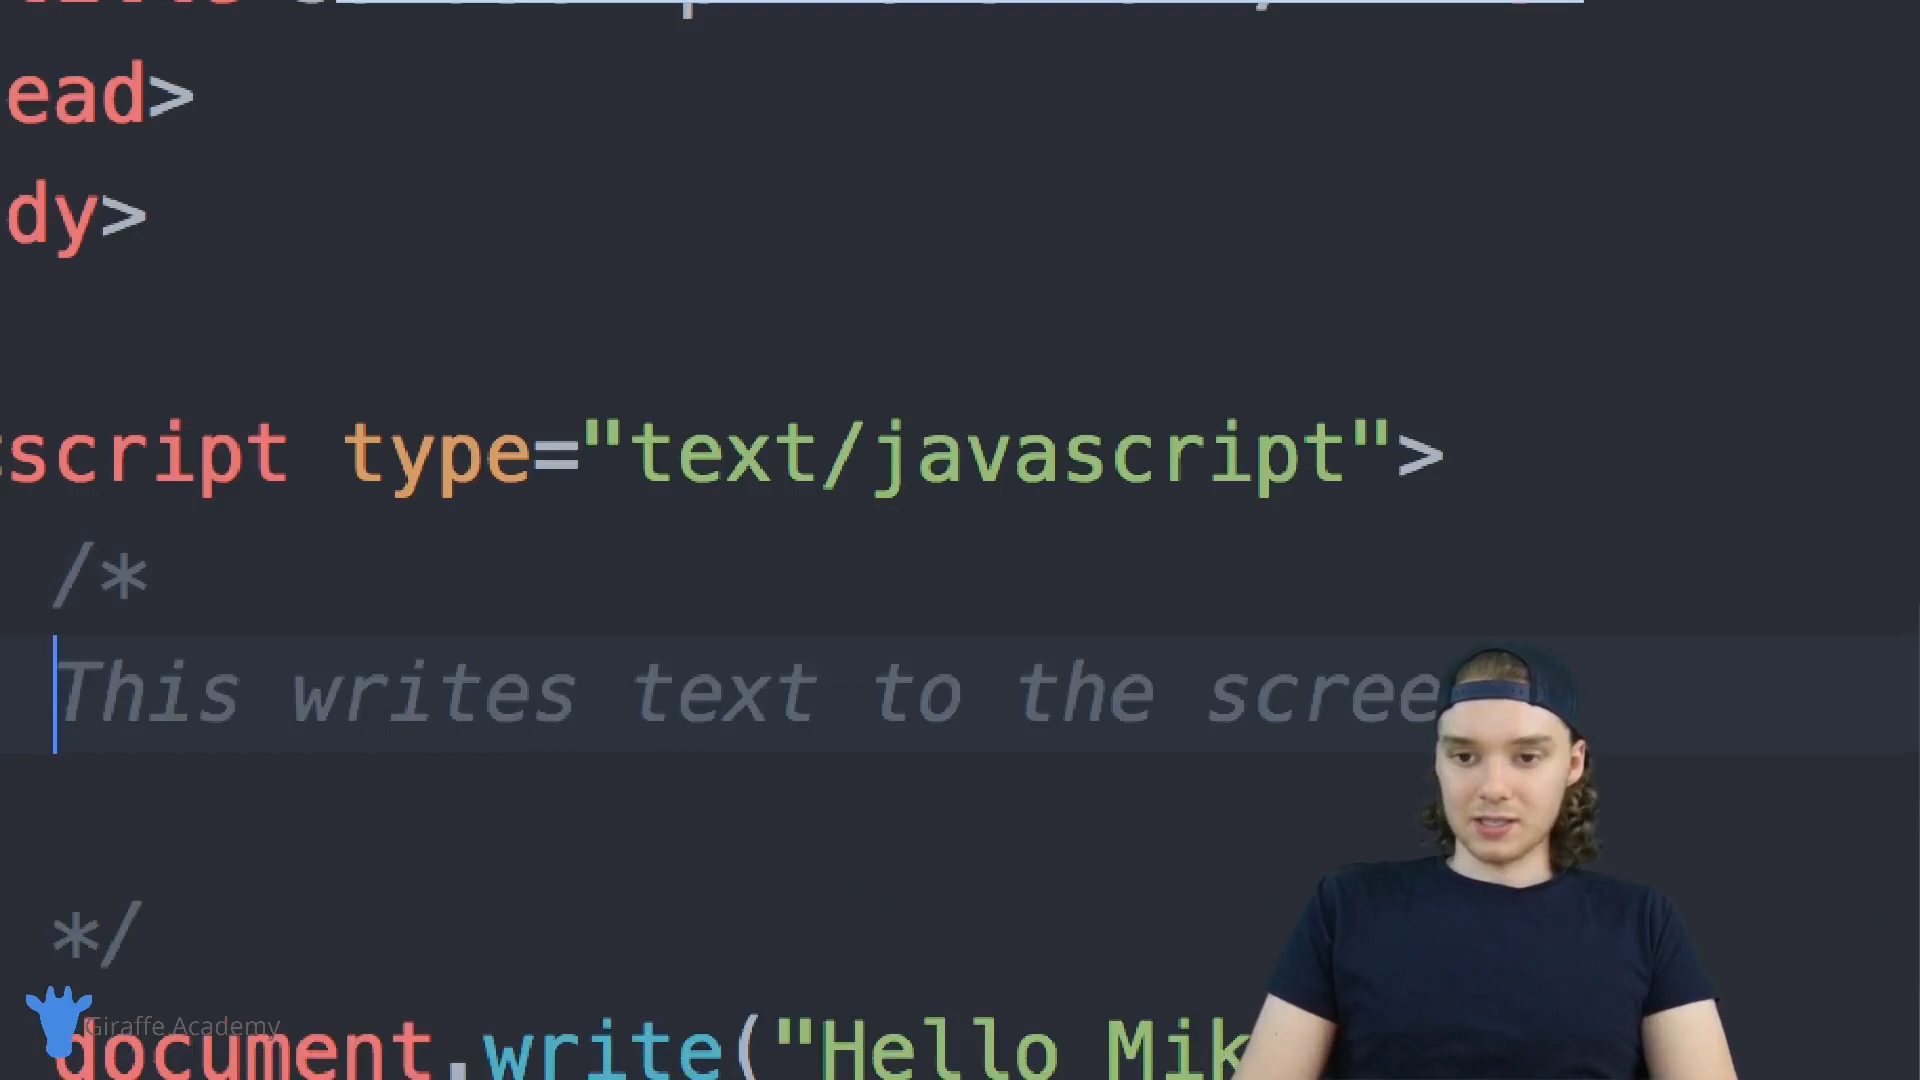 ead>
dy>
script type="text/javascript">
/*
This writes text to the scree
*/
Giraffe Academy
document.write("Hello Mik